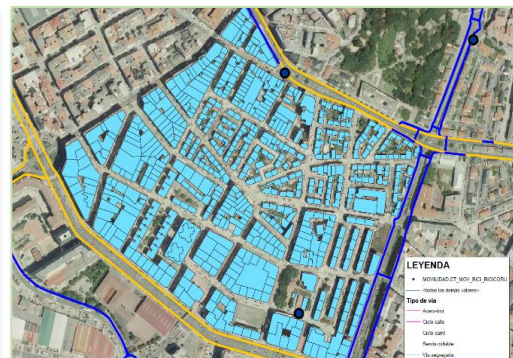 LEYENDA
MOVILIDAD.CT_MOV_BICI_BICICORU
<todos los demás valores>
Tipo de vía
Acera-bici
Ciclo calle
Ciclo carril
Senda ciclable
Vía segregada